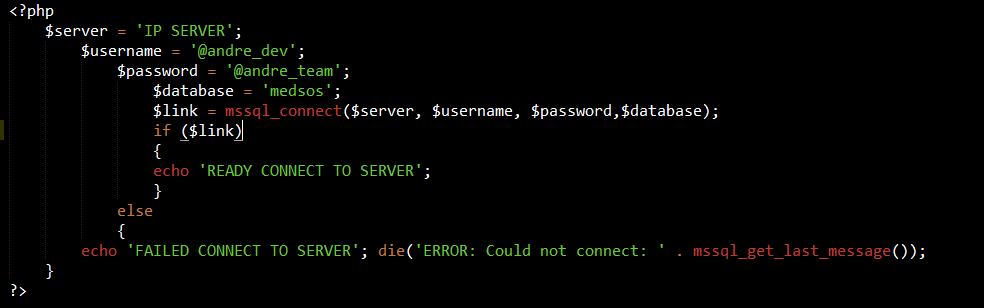 <?php
$server = 'IP SERVER';
$username = '@andre_dev';
$password = '@andre_team';
$database = 'medsos';
$link = mssql_connect($server, $username, $password,$database);
if ($link)
{
echo 'READY CONNECT TO SERVER';
}
else
{
echo 'FAILED CONNECT TO SERVER'; die('ERROR: Could not connect: ' . mssql_get_last_message());
}
?>